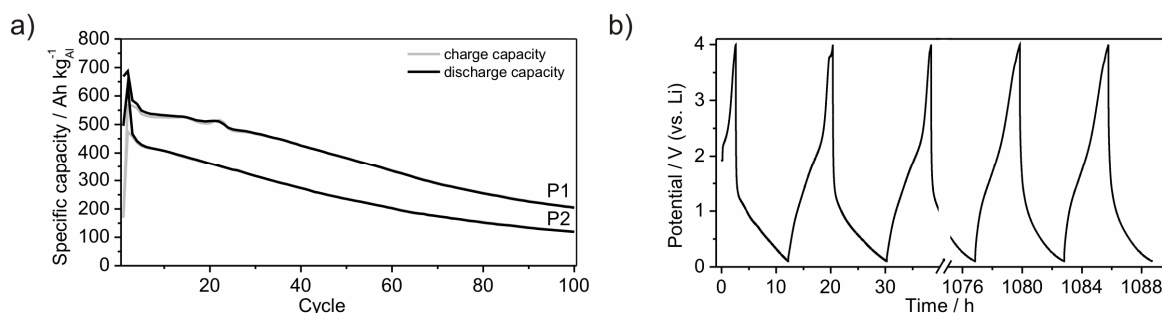 a)
Specific capacity / Ah kg⁻¹Al
800
700
600
500
400
300
200
100
0
charge capacity
discharge capacity
P1
P2
20
40
60
80
100
Cycle
b)
Potential / V (vs. Li)
4
3
2
1
0
0
10
20
30
1076
1080
1084
1088
Time / h